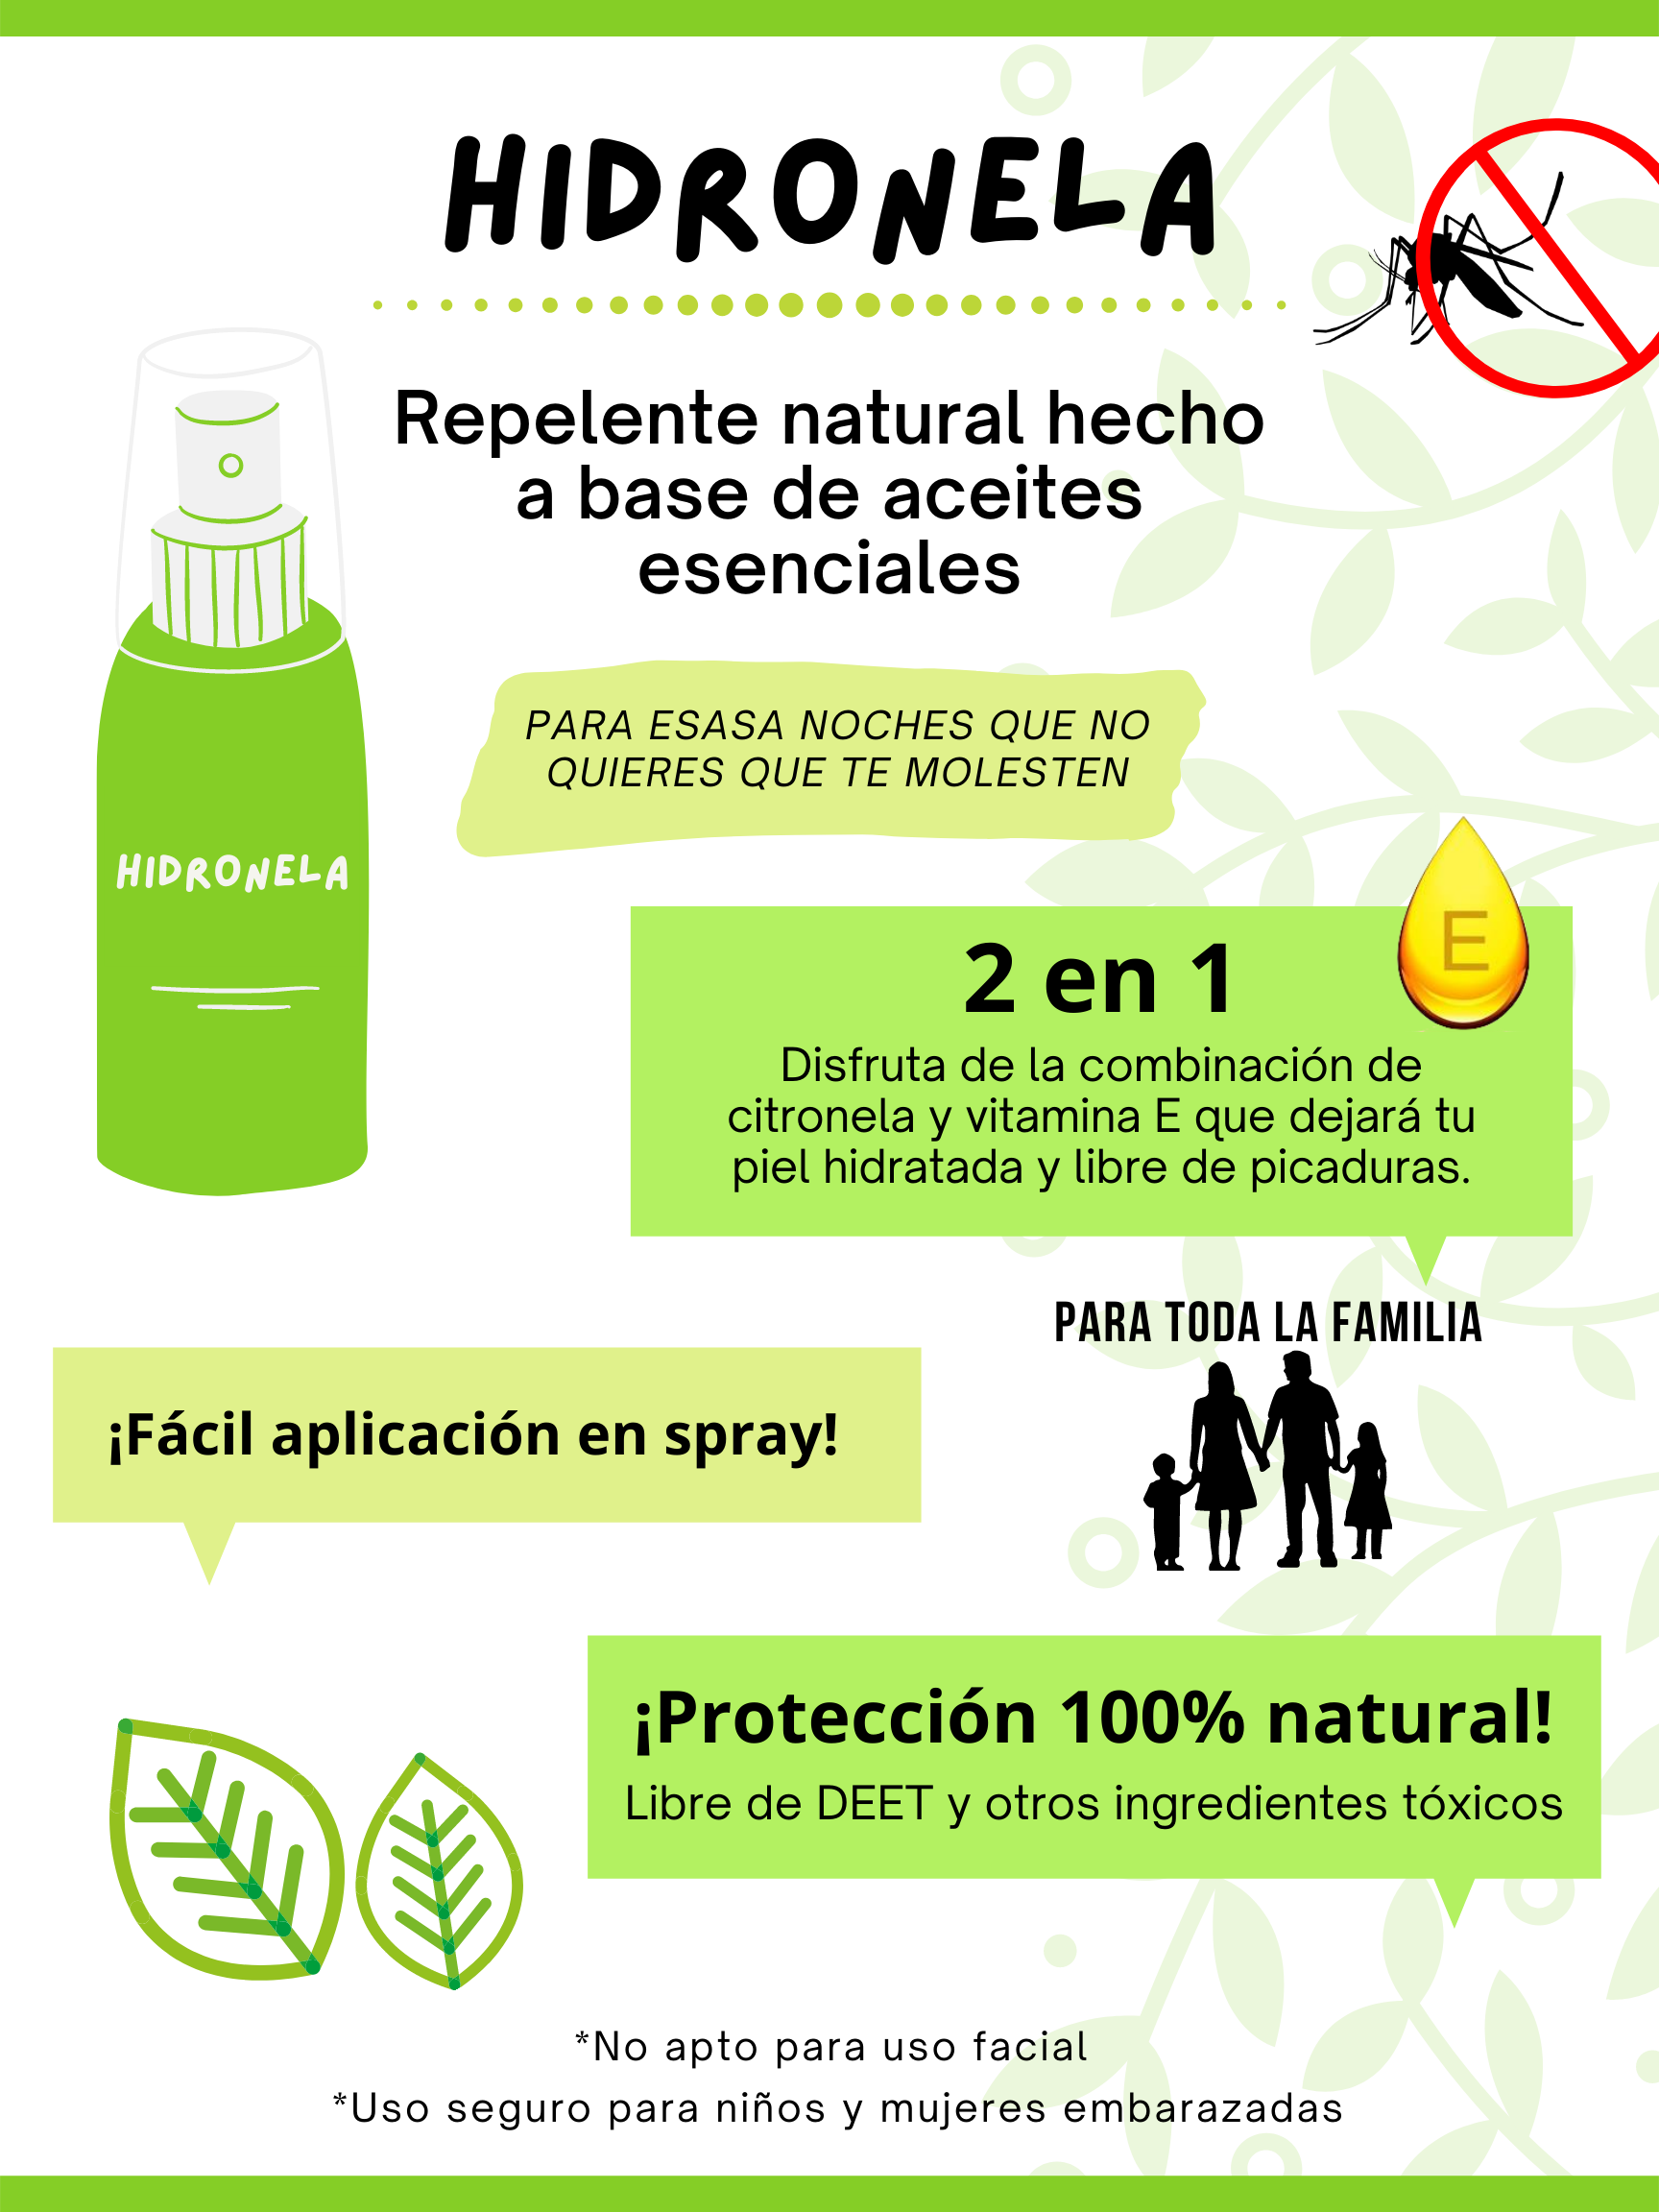 HIDRONELA
Repelente natural hecho
a base de aceites
esenciales
PARA ESASA NOCHES QUE NO
QUIERES QUE TE MOLESTEN
HIDRONELA
E
2 en 1
Disfruta de la combinación de
citronela y vitamina E que dejará tu
piel hidratada y libre de picaduras.
PARA TODA LA FAMILIA
¡Fácil aplicación en spray!
¡Protección 100% natural!
Libre de DEET y otros ingredientes tóxicos
*No apto para uso facial
*Uso seguro para niños y mujeres embarazadas